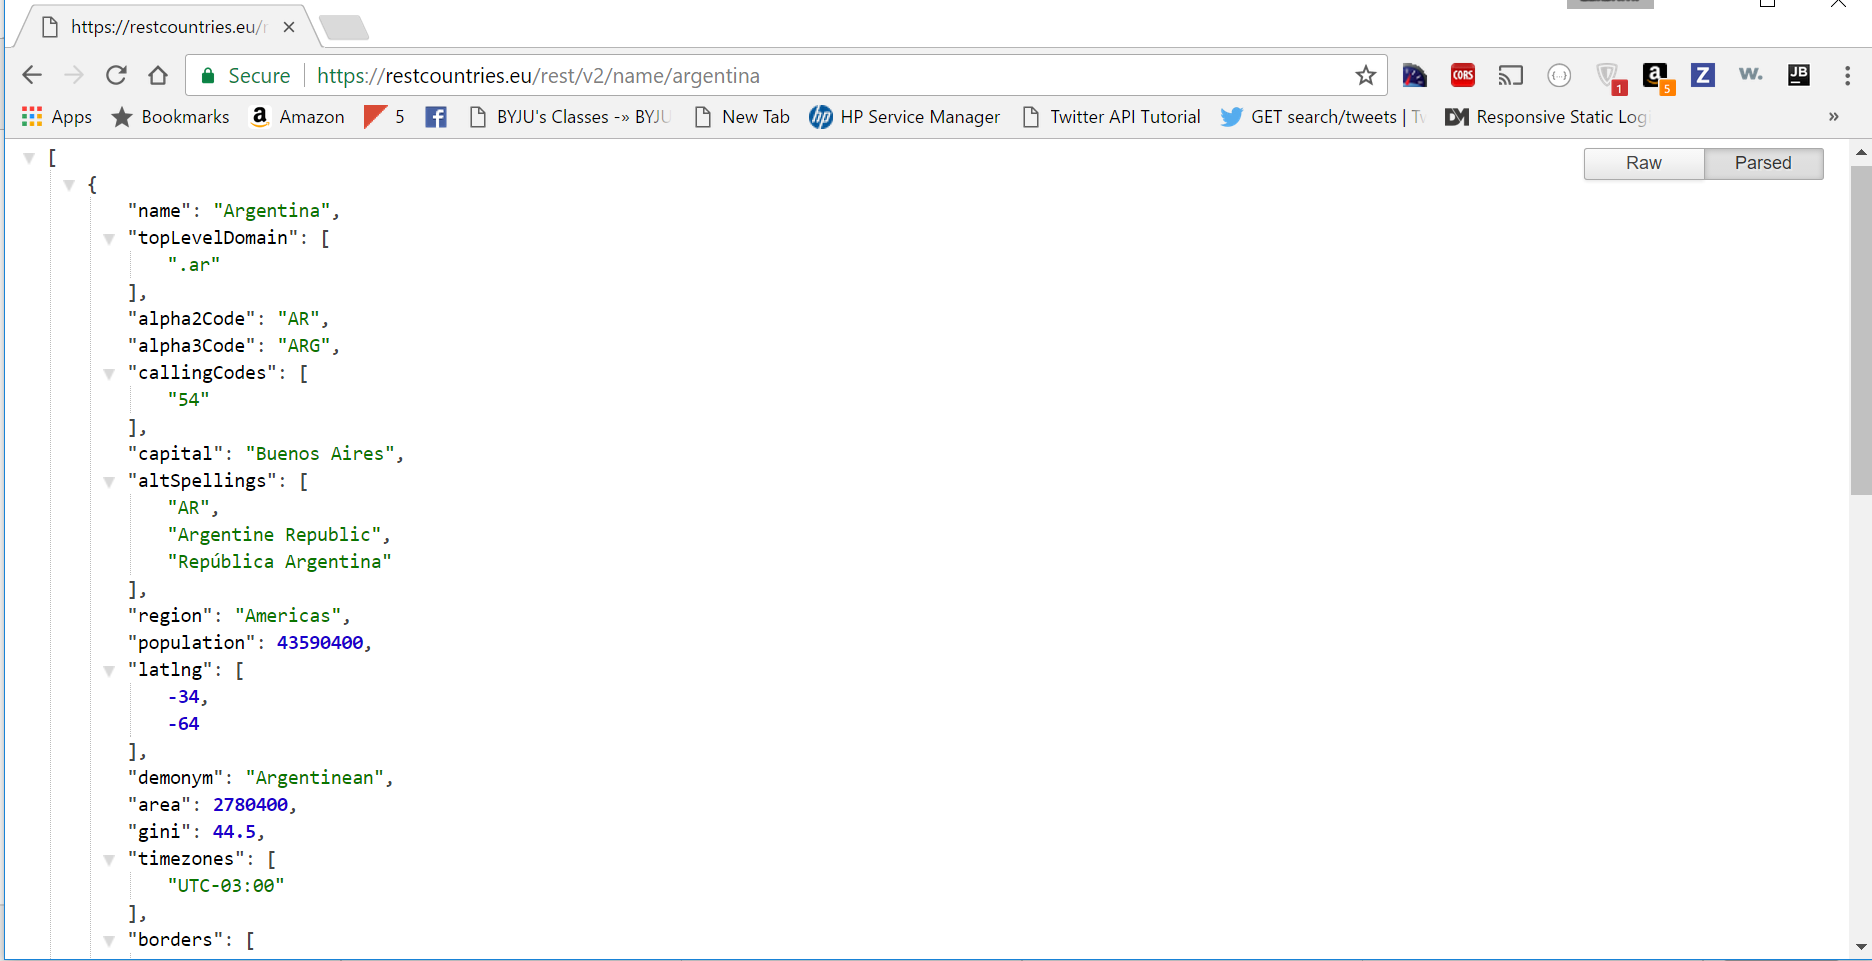 https://restcountries.eu/r
Secure https://restcountries.eu/rest/v2/name/argentina
CORS {...} 1 a 5 Z w. JB
Apps Bookmarks a Amazon 5 f BYJU's Classes -» BYJU New Tab hp HP Service Manager Twitter API Tutorial GET search/tweets | Tw DM Responsive Static Log »
Raw Parsed
[
{
"name": "Argentina",
"topLevelDomain": [
".ar"
],
"alpha2Code": "AR",
"alpha3Code": "ARG",
"callingCodes": [
"54"
],
"capital": "Buenos Aires",
"altSpellings": [
"AR",
"Argentine Republic",
"República Argentina"
],
"region": "Americas",
"population": 43590400,
"latlng": [
-34,
-64
],
"demonym": "Argentinean",
"area": 2780400,
"gini": 44.5,
"timezones": [
"UTC-03:00"
],
"borders": [